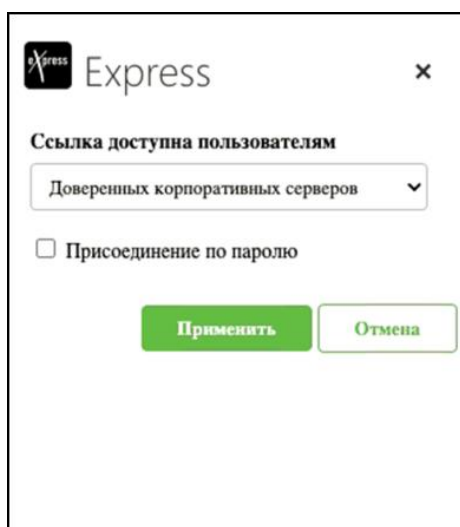 eXpress Express
Ссылка доступна пользователям
Доверенных корпоративных серверов
Присоединение по паролю
Применить Отмена